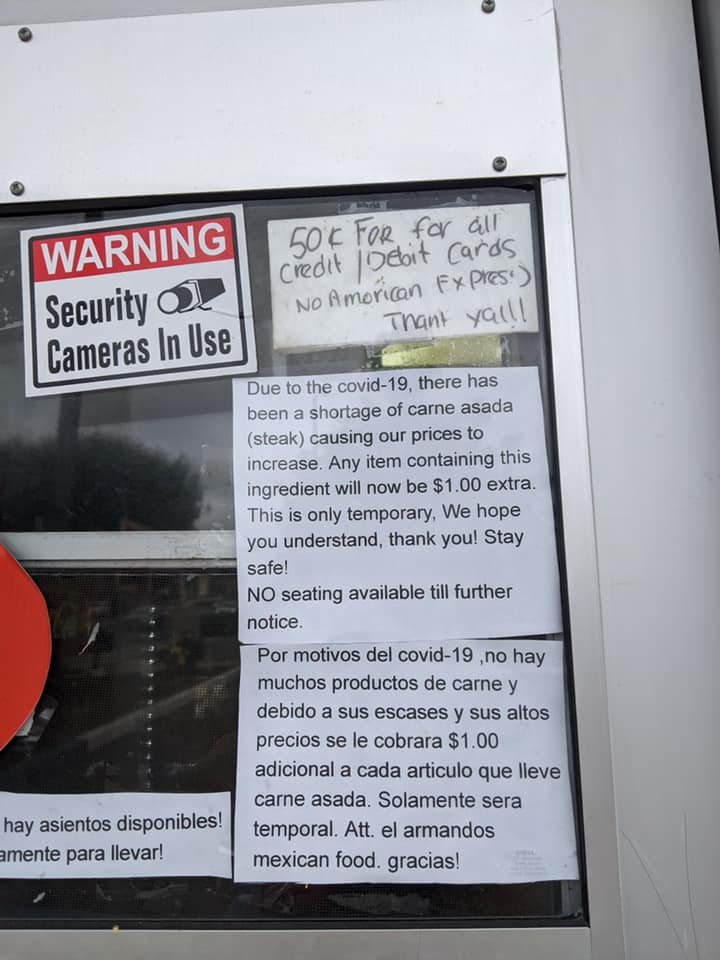 WARNING
Security
Cameras In Use
50¢ FOR for all
Credit / Debit Cards
No American Express :)
Thank yall!
Due to the covid-19, there has
been a shortage of carne asada
(steak) causing our prices to
increase. Any item containing this
ingredient will now be $1.00 extra.
This is only temporary, We hope
you understand, thank you! Stay
safe!
NO seating available till further
notice.
Por motivos del covid-19 ,no hay
muchos productos de carne y
debido a sus escases y sus altos
precios se le cobrara $1.00
adicional a cada articulo que lleve
carne asada. Solamente sera
temporal. Att. el armandos
mexican food. gracias!
hay asientos disponibles!
amente para llevar!